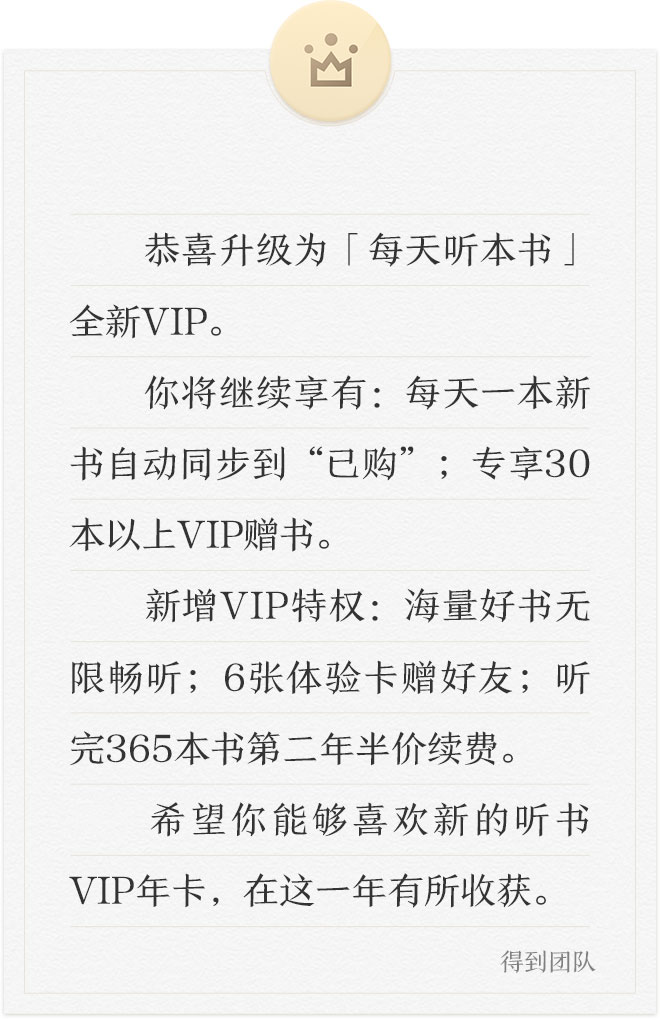 恭喜升级为「每天听本书」
全新VIP。
你将继续享有：每天一本新
书自动同步到“已购”；专享30
本以上VIP赠书。
新增VIP特权：海量好书无
限畅听；6张体验卡赠好友；听
完365本书第二年半价续费。
希望你能够喜欢新的听书
VIP年卡，在这一年有所收获。
得到团队